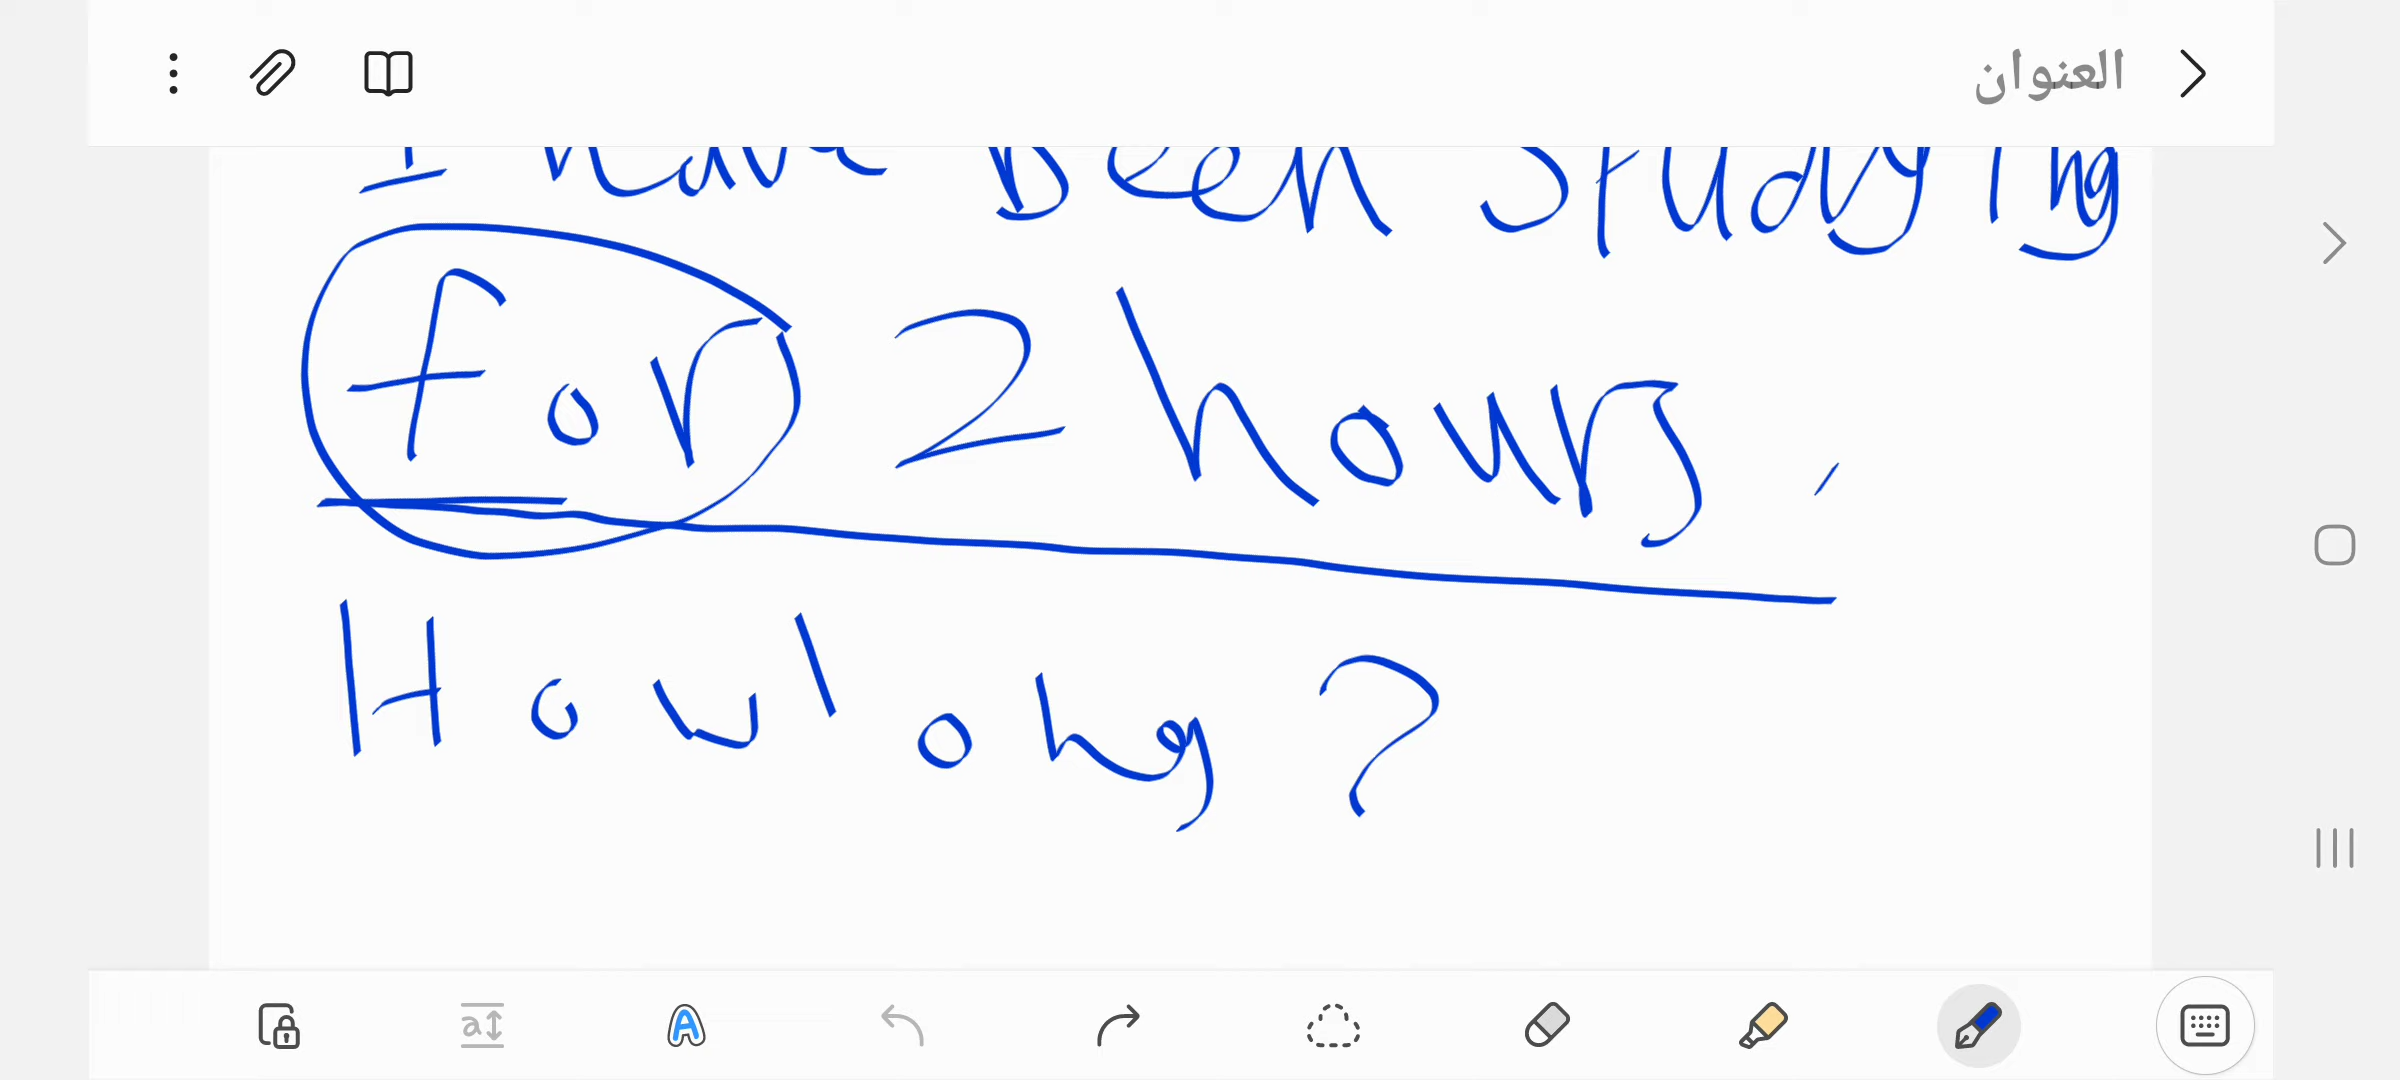 العنوان
I have Been Studying
for 2 hours.
How long?